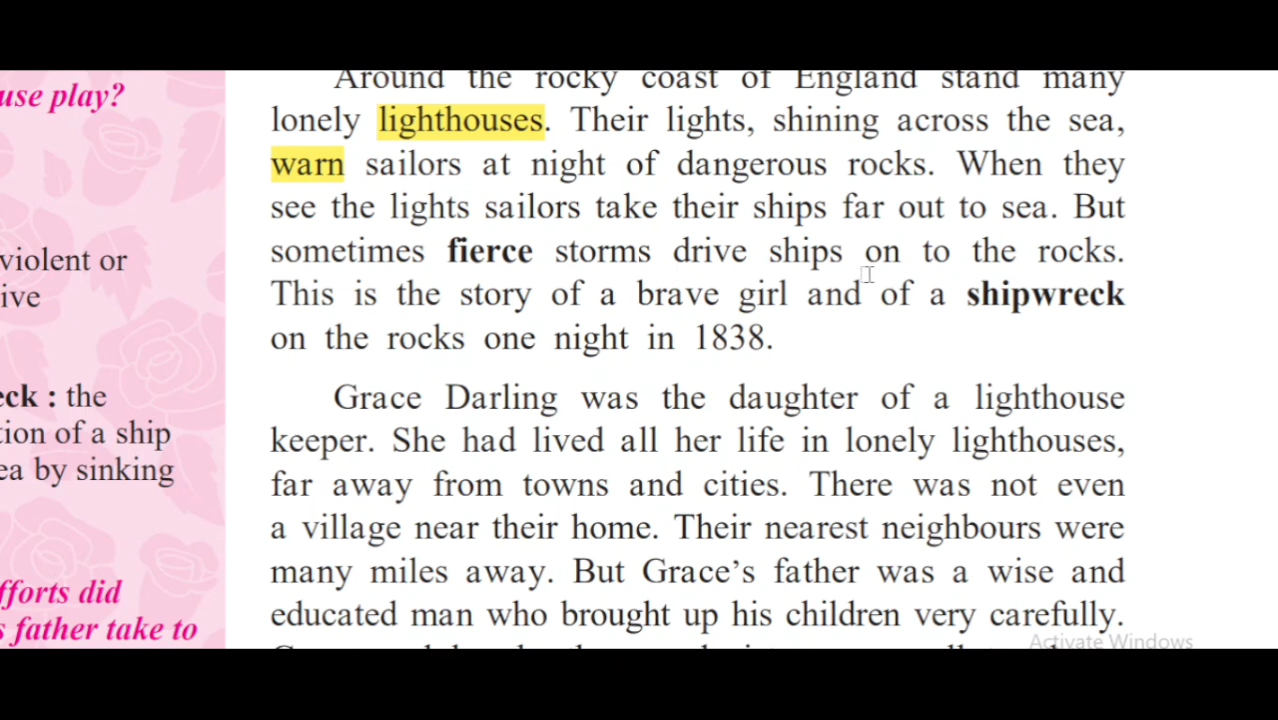 use play?
violent or
ive
eck : the
tion of a ship
ea by sinking
fforts did
s father take to
Around the rocky coast of England stand many
lonely lighthouses. Their lights, shining across the sea,
warn sailors at night of dangerous rocks. When they
see the lights sailors take their ships far out to sea. But
sometimes fierce storms drive ships on to the rocks.
This is the story of a brave girl and of a shipwreck
on the rocks one night in 1838.
Grace Darling was the daughter of a lighthouse
keeper. She had lived all her life in lonely lighthouses,
far away from towns and cities. There was not even
a village near their home. Their nearest neighbours were
many miles away. But Grace’s father was a wise and
educated man who brought up his children very carefully.
Activate Windows